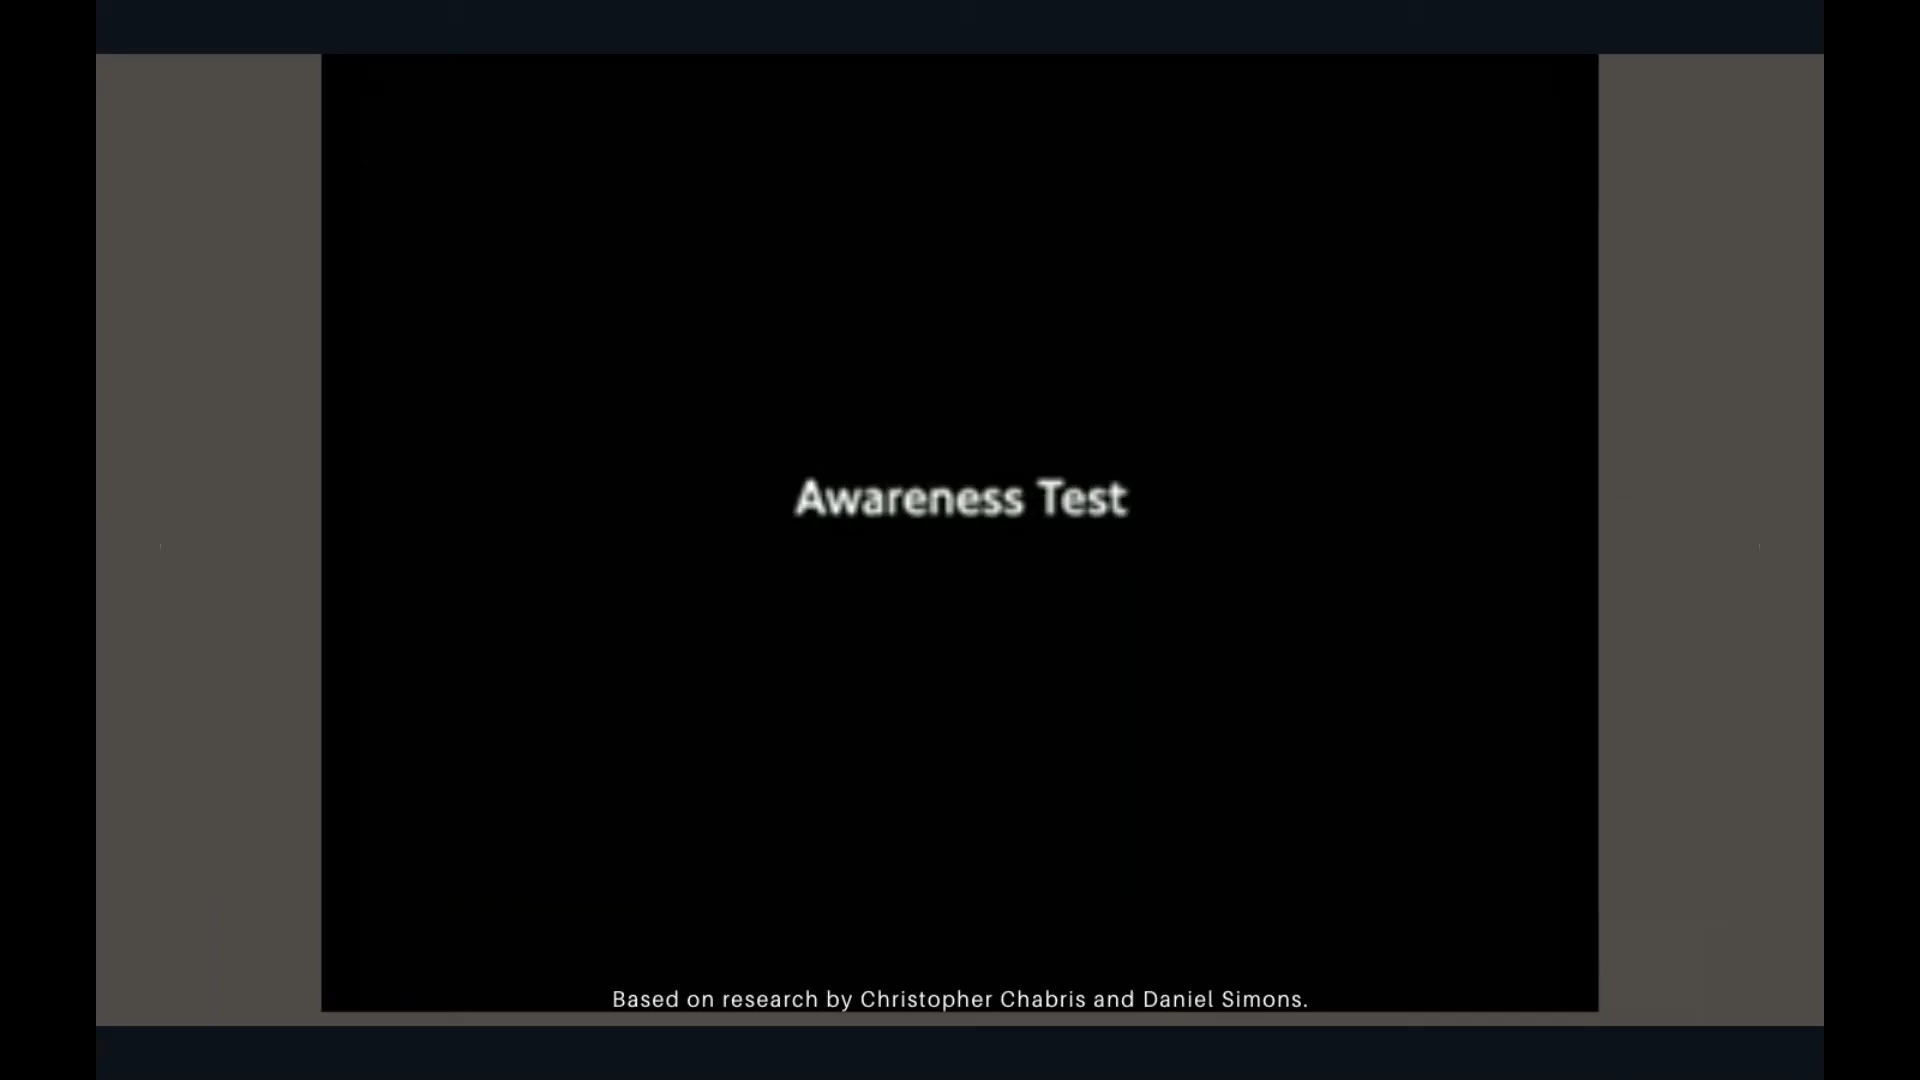 Awareness Test
Based on research by Christopher Chabris and Daniel Simons.